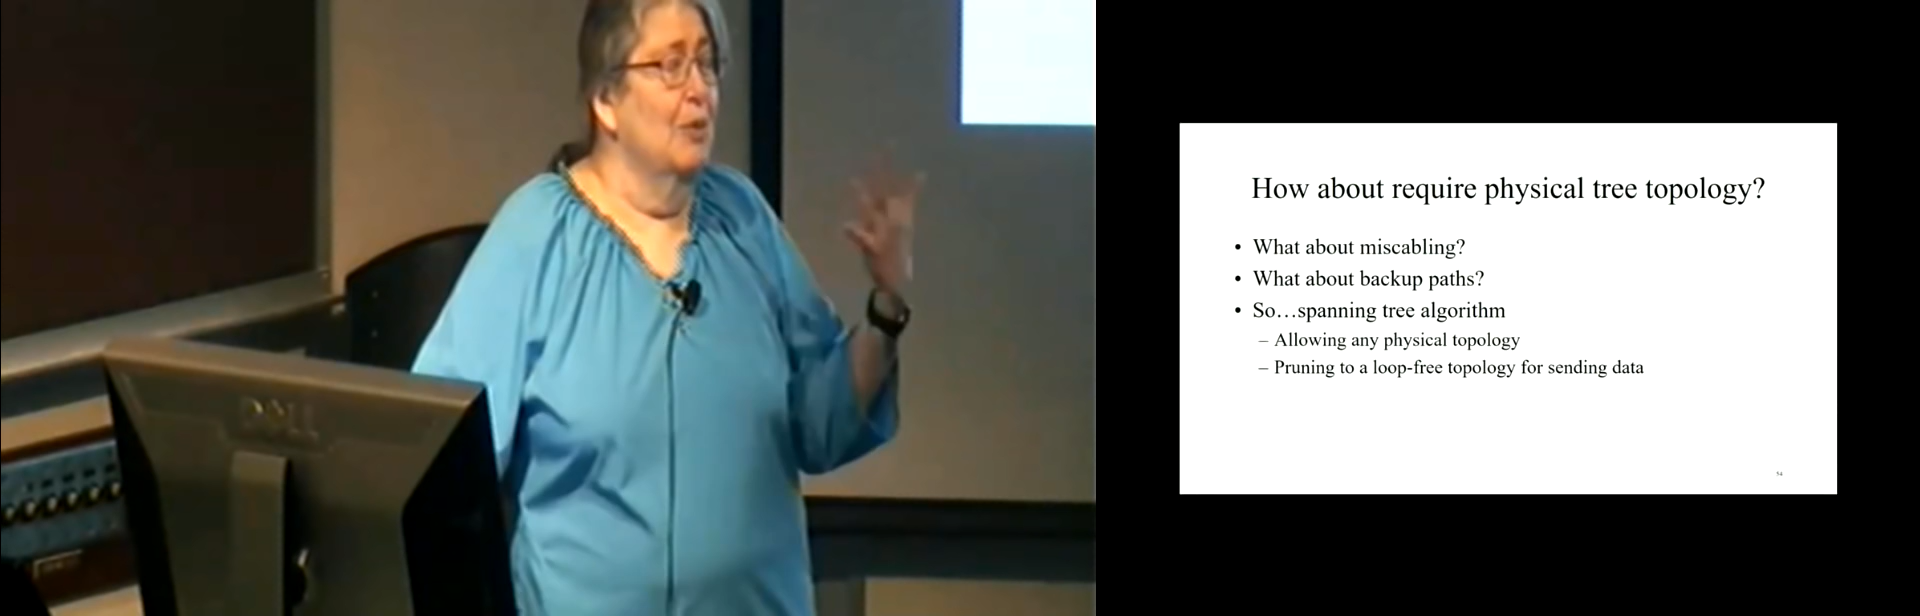 DELL
How about require physical tree topology?
• What about miscabling?
• What about backup paths?
• So…spanning tree algorithm
– Allowing any physical topology
– Pruning to a loop-free topology for sending data
54